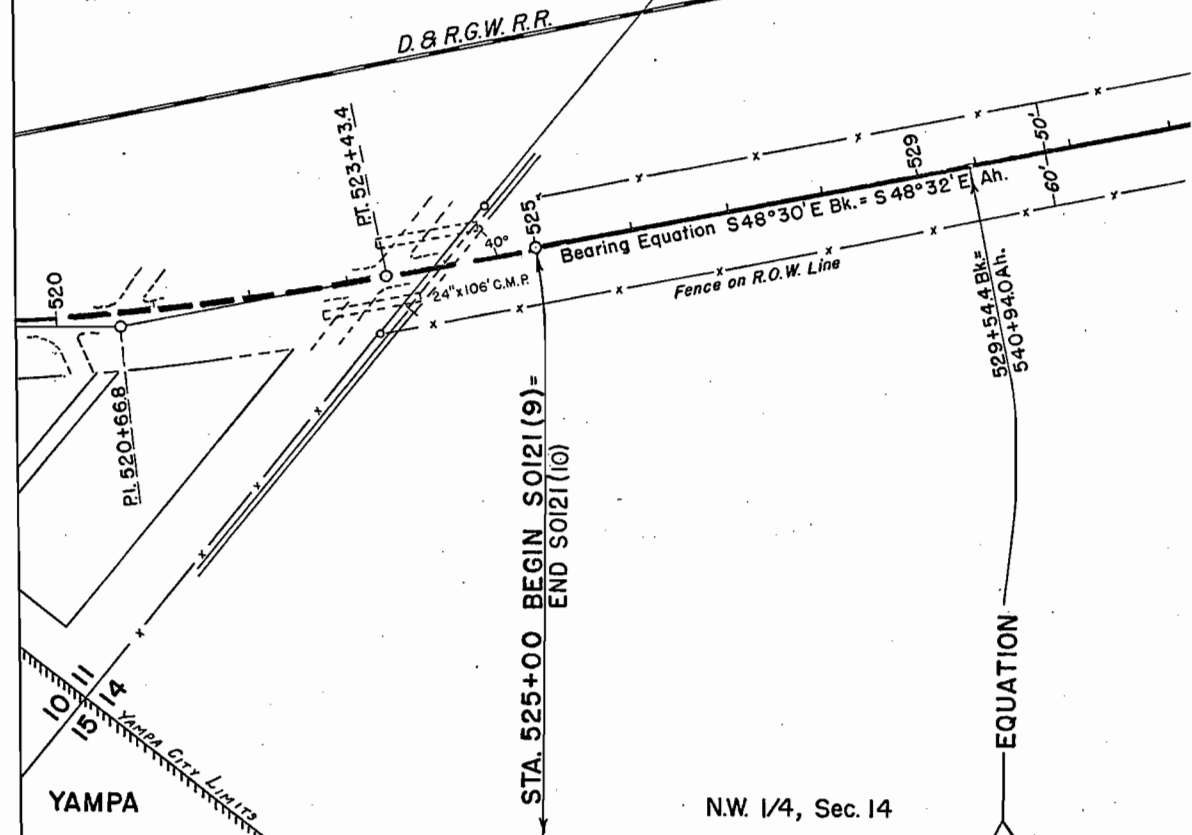 D. & R.G.W. R.R.
P.T. 523+43.4
520
525
529
50'
60'
40°
Bearing Equation S48°30'E Bk. = S48°32'E Ah.
24"x106' C.M.P.
Fence on R.O.W. Line
529+54.4 Bk.=
540+94.0 Ah.
P.I. 520+66.8
STA. 525+00 BEGIN S0121(9)=
END S0121(10)
EQUATION
10
11
15
14
YAMPA CITY LIMITS
YAMPA
N.W. 1/4, Sec. 14